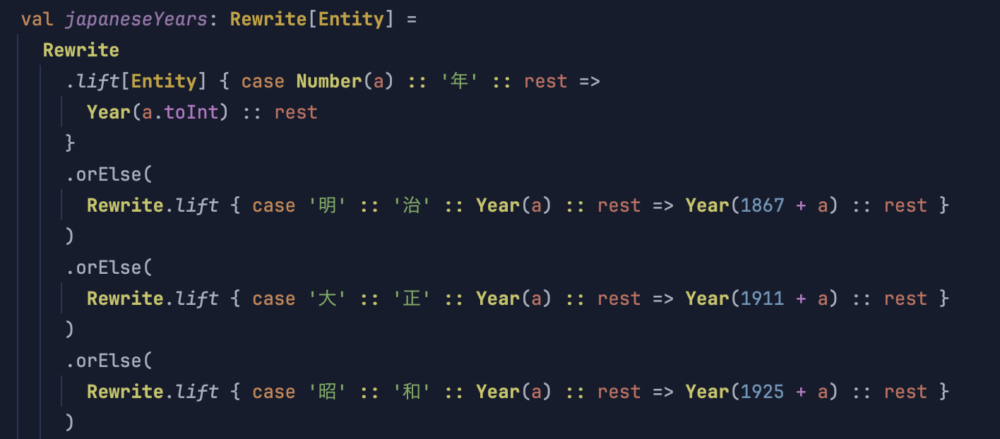 val japaneseYears: Rewrite[Entity] =
Rewrite
.lift[Entity] { case Number(a) :: '年' :: rest =>
Year(a.toInt) :: rest
}
.orElse(
Rewrite.lift { case '明' :: '治' :: Year(a) :: rest => Year(1867 + a) :: rest }
)
.orElse(
Rewrite.lift { case '大' :: '正' :: Year(a) :: rest => Year(1911 + a) :: rest }
)
.orElse(
Rewrite.lift { case '昭' :: '和' :: Year(a) :: rest => Year(1925 + a) :: rest }
)